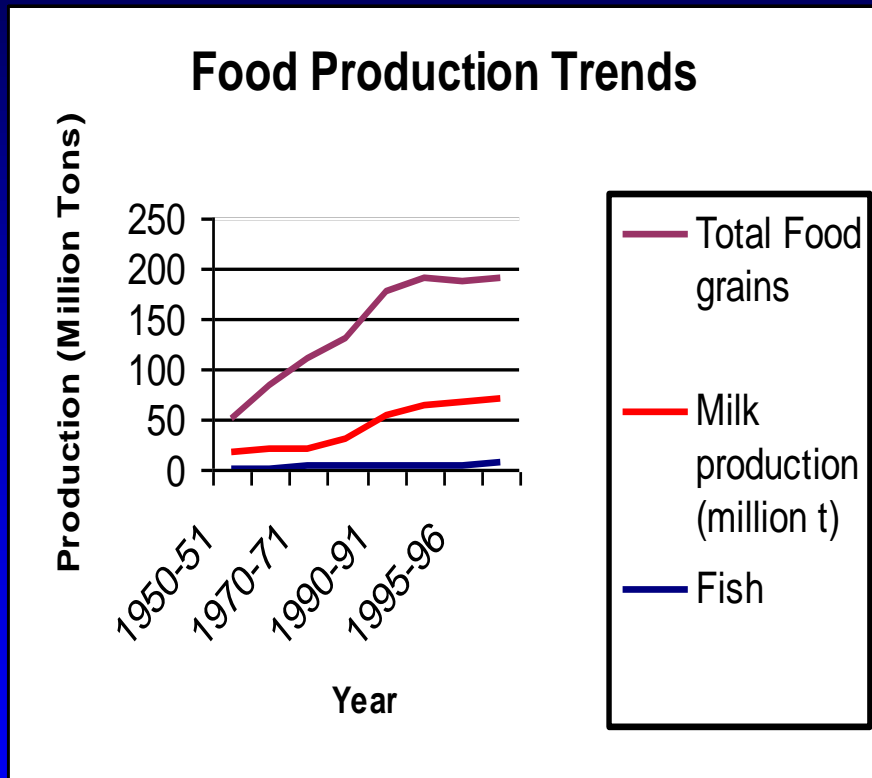 Food Production Trends
Production (Million Tons)
250
200
150
100
50
0
1950-51
1970-71
1990-91
1995-96
Year
Total Food
grains
Milk
production
(million t)
Fish